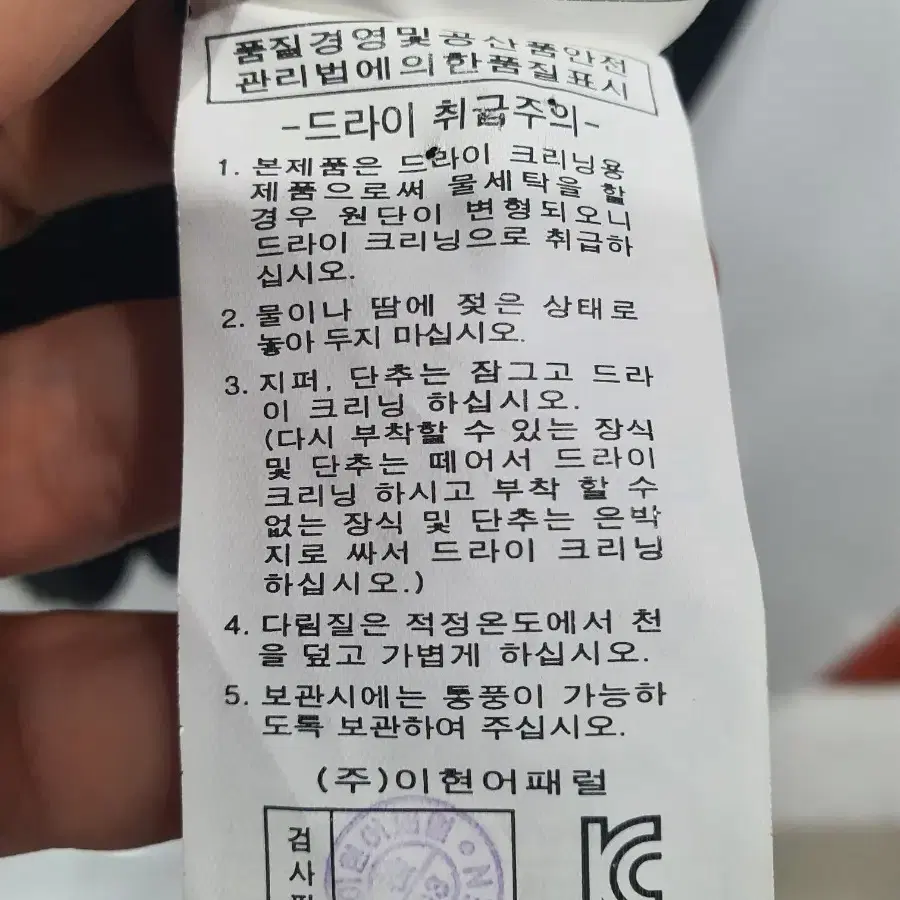 품질경영및공산품안전
관리법에의한품질표시
-드라이 취급주의-
1. 본제품은 드라이 크리닝용
제품으로써 물세탁을 할
경우 원단이 변형되오니
드라이 크리닝으로 취급하
십시오.
2. 물이나 땀에 젖은 상태로
놓아 두지 마십시오.
3. 지퍼, 단추는 잠그고 드라
이 크리닝 하십시오.
(다시 부착할 수 있는 장식
및 단추는 떼어서 드라이
크리닝 하시고 부착 할 수
없는 장식 및 단추는 은박
지로 싸서 드라이 크리닝
하십시오.)
4. 다림질은 적정온도에서 천
을 덮고 가볍게 하십시오.
5. 보관시에는 통풍이 가능하
도록 보관하여 주십시오.
(주)이현어패럴
검
사